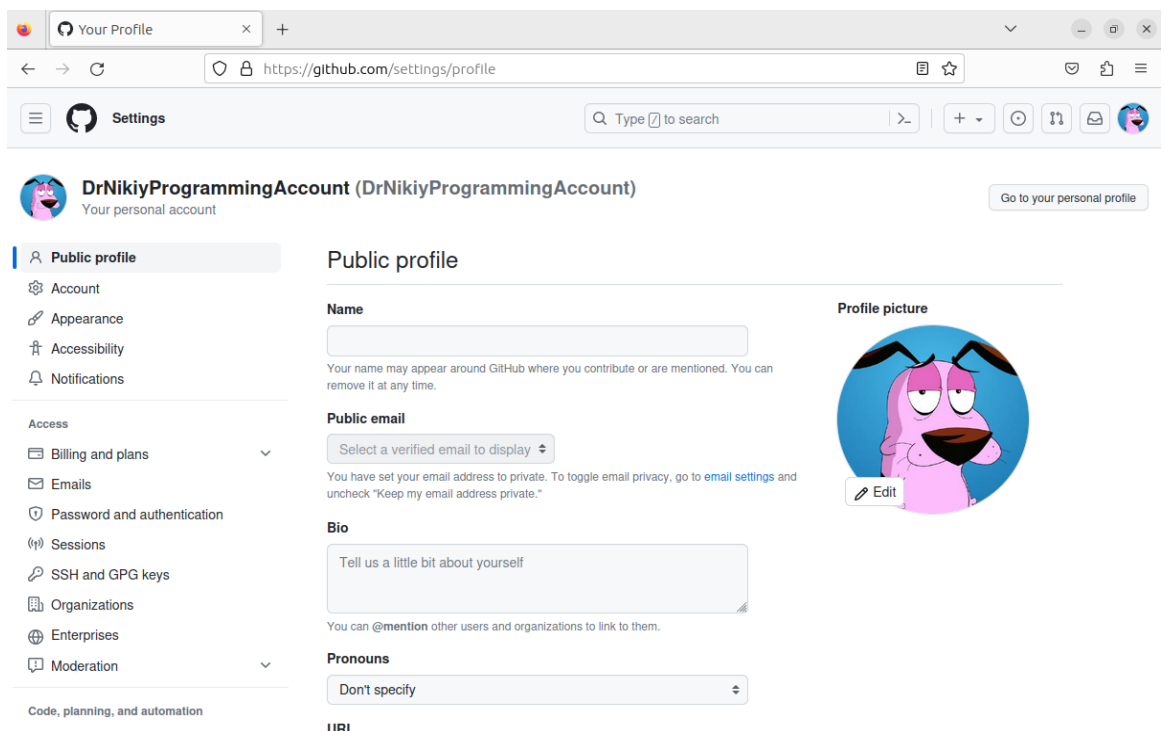 Your Profile
https://github.com/settings/profile
Settings
Type / to search
DrNikiyProgrammingAccount (DrNikiyProgrammingAccount)
Your personal account
Go to your personal profile
Public profile
Account
Appearance
Accessibility
Notifications
Access
Billing and plans
Emails
Password and authentication
Sessions
SSH and GPG keys
Organizations
Enterprises
Moderation
Code, planning, and automation
Public profile
Name
Your name may appear around GitHub where you contribute or are mentioned. You can
remove it at any time.
Public email
Select a verified email to display
You have set your email address to private. To toggle email privacy, go to email settings and
uncheck "Keep my email address private."
Bio
Tell us a little bit about yourself
You can @mention other users and organizations to link to them.
Pronouns
Don't specify
URL
Profile picture
Edit